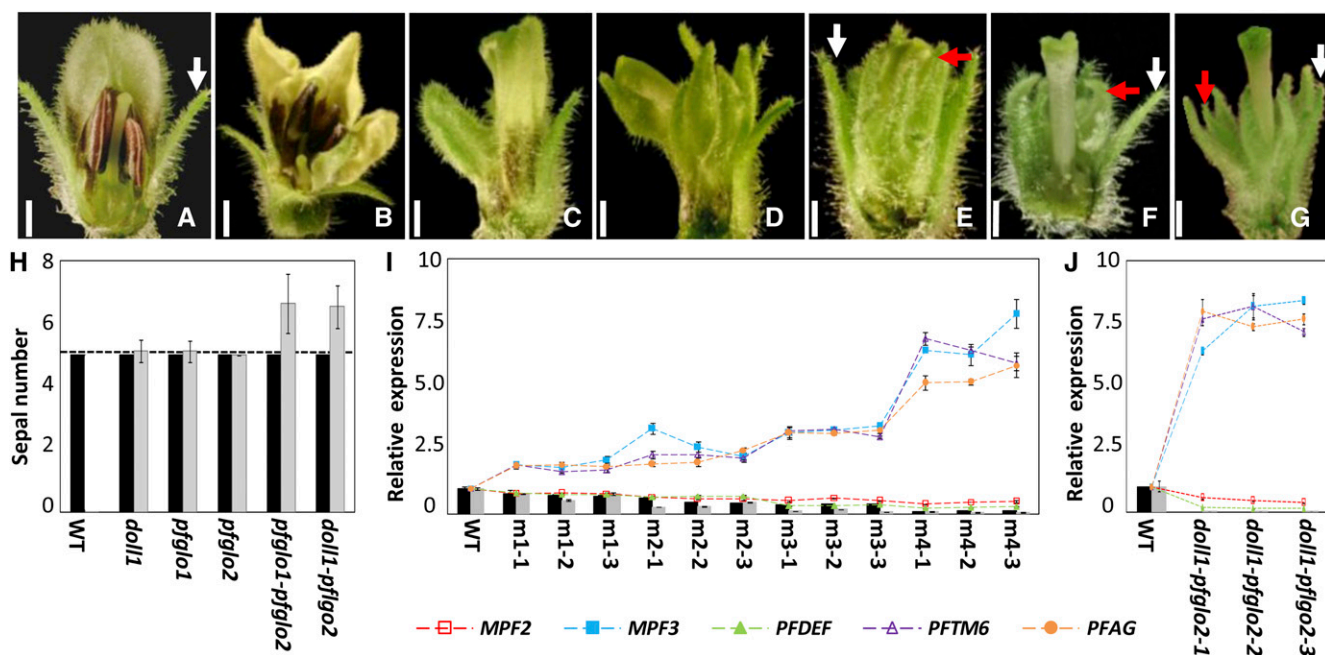 A B C D E F G
H I J
Sepal number
8
6
4
2
0
WT
doll1
pfglo1
pfglo2
pfglo1-pfglo2
doll1-pflgo2
Relative expression
10
7.5
5.0
2.5
0
WT
m1-1
m1-2
m1-3
m2-1
m2-2
m2-3
m3-1
m3-2
m3-3
m4-1
m4-2
m4-3
Relative expression
10
7.5
5.0
2.5
0
WT
doll1-pfglo2-1
doll1-pfglo2-2
doll1-pflgo2-3
MPF2 MPF3 PFDEF PFTM6 PFAG